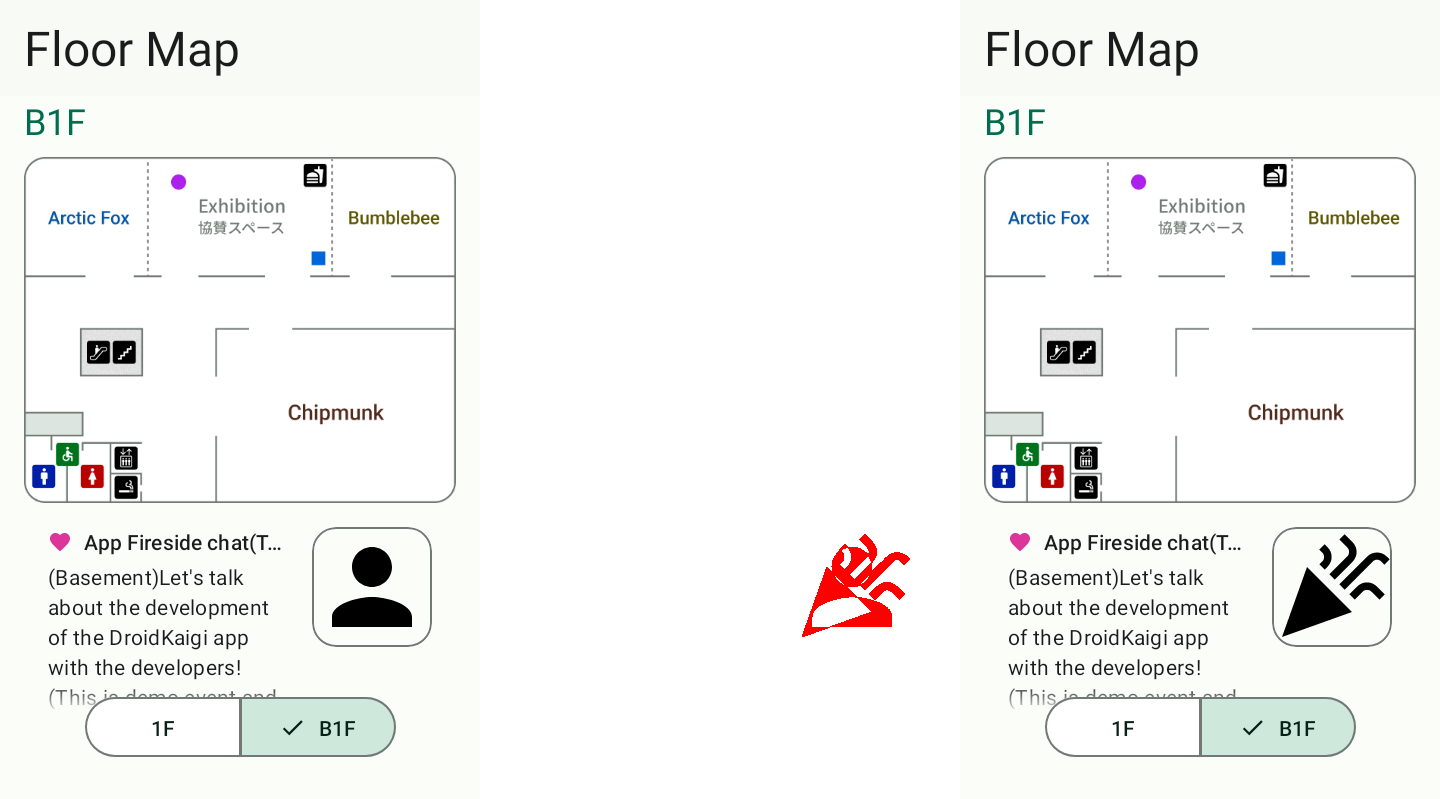 Floor Map
B1F
Arctic Fox
Exhibition
協賛スペース
Bumblebee
Chipmunk
App Fireside chat(T...
(Basement)Let's talk
about the development
of the DroidKaigi app
with the developers!
(This is demo event and
1F
B1F
Floor Map
B1F
Arctic Fox
Exhibition
協賛スペース
Bumblebee
Chipmunk
App Fireside chat(T...
(Basement)Let's talk
about the development
of the DroidKaigi app
with the developers!
(This is demo event and
1F
B1F